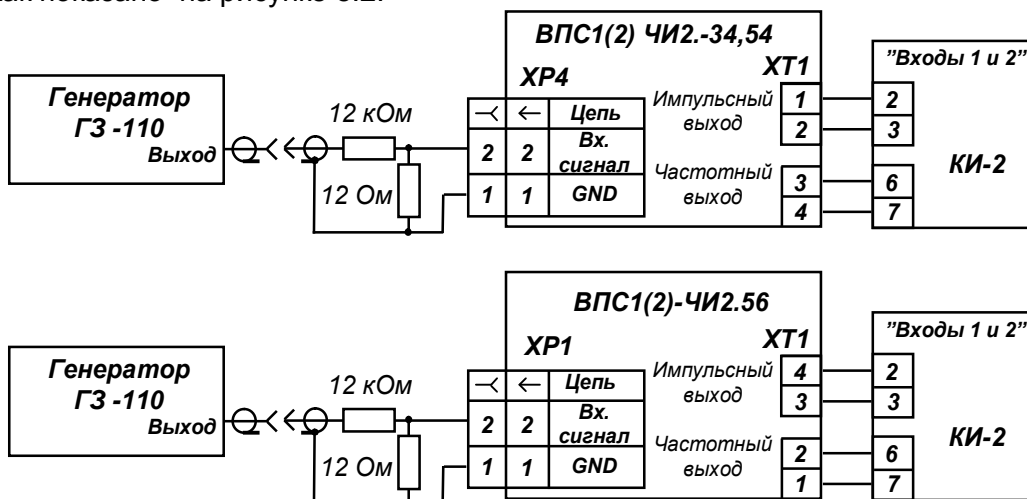 как показано на рисунке
ВПС1(2) ЧИ2.-34,54
"Входы 1 и 2"
Генератор
ГЗ -110
Выход
12 кОм
12 Ом
XP4
Цепь
2 2 Вх. сигнал
1 1 GND
XT1
Импульсный выход
1
2
Частотный выход
3
4
2
3
6
7
КИ-2
ВПС1(2)-ЧИ2.56
"Входы 1 и 2"
Генератор
ГЗ -110
Выход
12 кОм
12 Ом
XP1
Цепь
2 2 Вх. сигнал
1 1 GND
XT1
Импульсный выход
4
3
Частотный выход
2
1
2
3
6
7
КИ-2